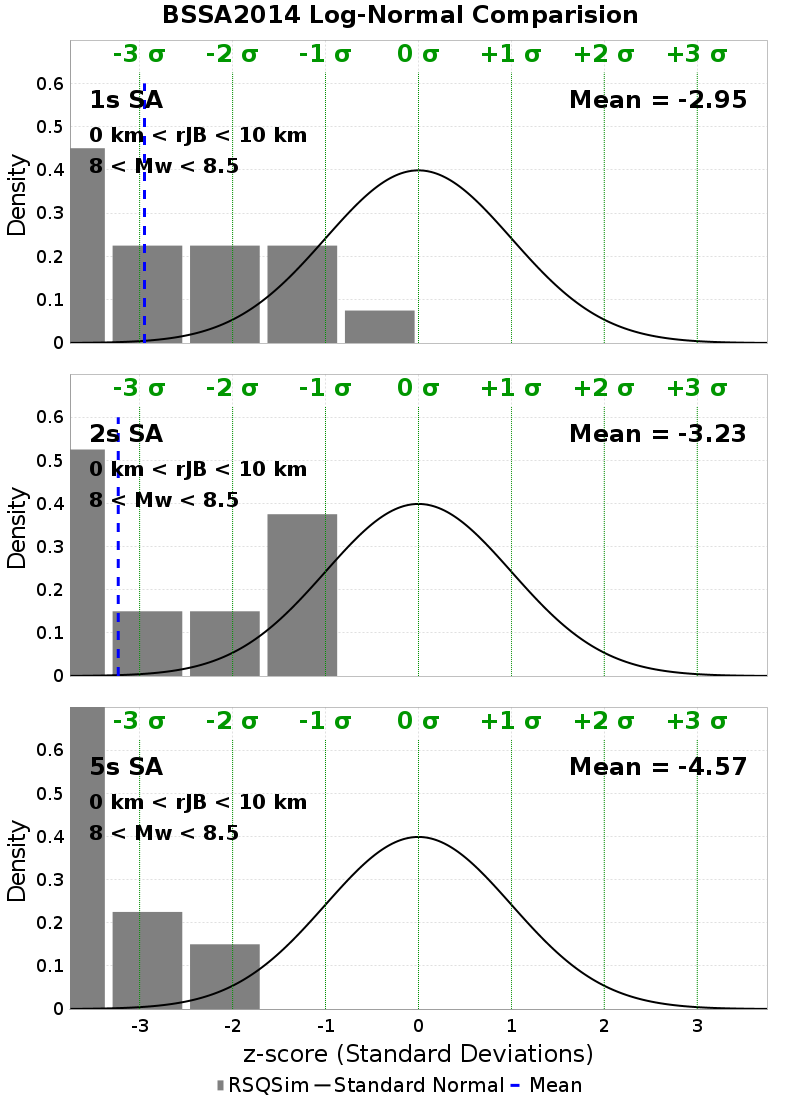 BSSA2014 Log-Normal Comparision
-3 σ -2 σ -1 σ 0 σ +1 σ +2 σ +3 σ
1s SA
Mean = -2.95
0 km < rJB < 10 km
8 < Mw < 8.5
0.6
0.5
0.4
0.3
0.2
0.1
0
Density
-3 σ -2 σ -1 σ 0 σ +1 σ +2 σ +3 σ
2s SA
Mean = -3.23
0 km < rJB < 10 km
8 < Mw < 8.5
0.6
0.5
0.4
0.3
0.2
0.1
0
Density
-3 σ -2 σ -1 σ 0 σ +1 σ +2 σ +3 σ
5s SA
Mean = -4.57
0 km < rJB < 10 km
8 < Mw < 8.5
0.6
0.5
0.4
0.3
0.2
0.1
0
Density
-3 -2 -1 0 1 2 3
z-score (Standard Deviations)
RSQSim Standard Normal Mean